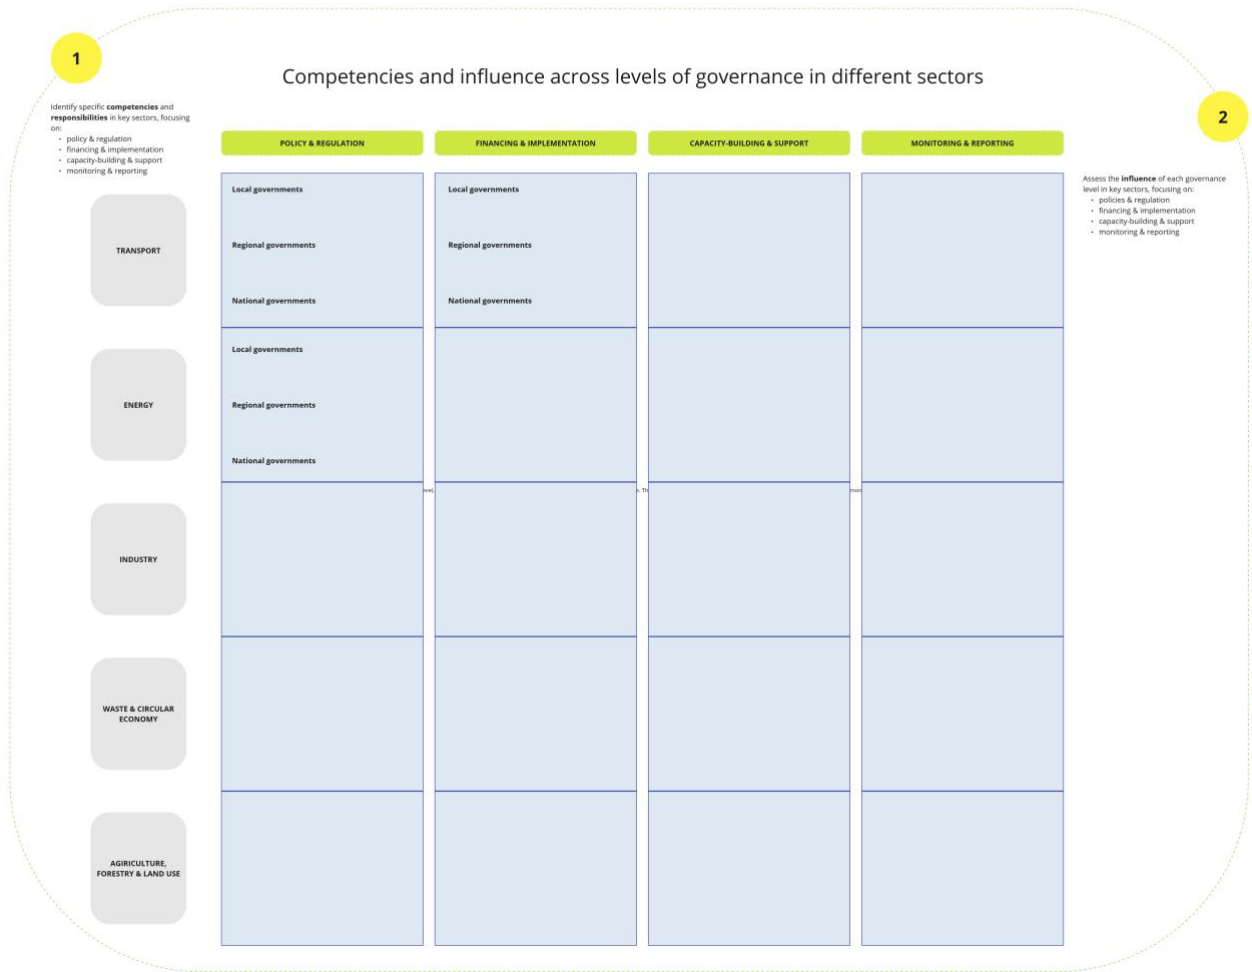 1
Competencies and influence across levels of governance in different sectors
Identify specific competencies and
responsibilities in key sectors, focusing
on:
• policy & regulation
• financing & implementation
• capacity-building & support
• monitoring & reporting
2
POLICY & REGULATION
FINANCING & IMPLEMENTATION
CAPACITY-BUILDING & SUPPORT
MONITORING & REPORTING
Assess the influence of each governance
level in key sectors, focusing on:
• policies & regulation
• financing & implementation
• capacity-building & support
• monitoring & reporting
TRANSPORT
Local governments
Regional governments
National governments
Local governments
Regional governments
National governments
ENERGY
Local governments
Regional governments
National governments
INDUSTRY
WASTE & CIRCULAR
ECONOMY
AGIRICULTURE,
FORESTRY & LAND USE